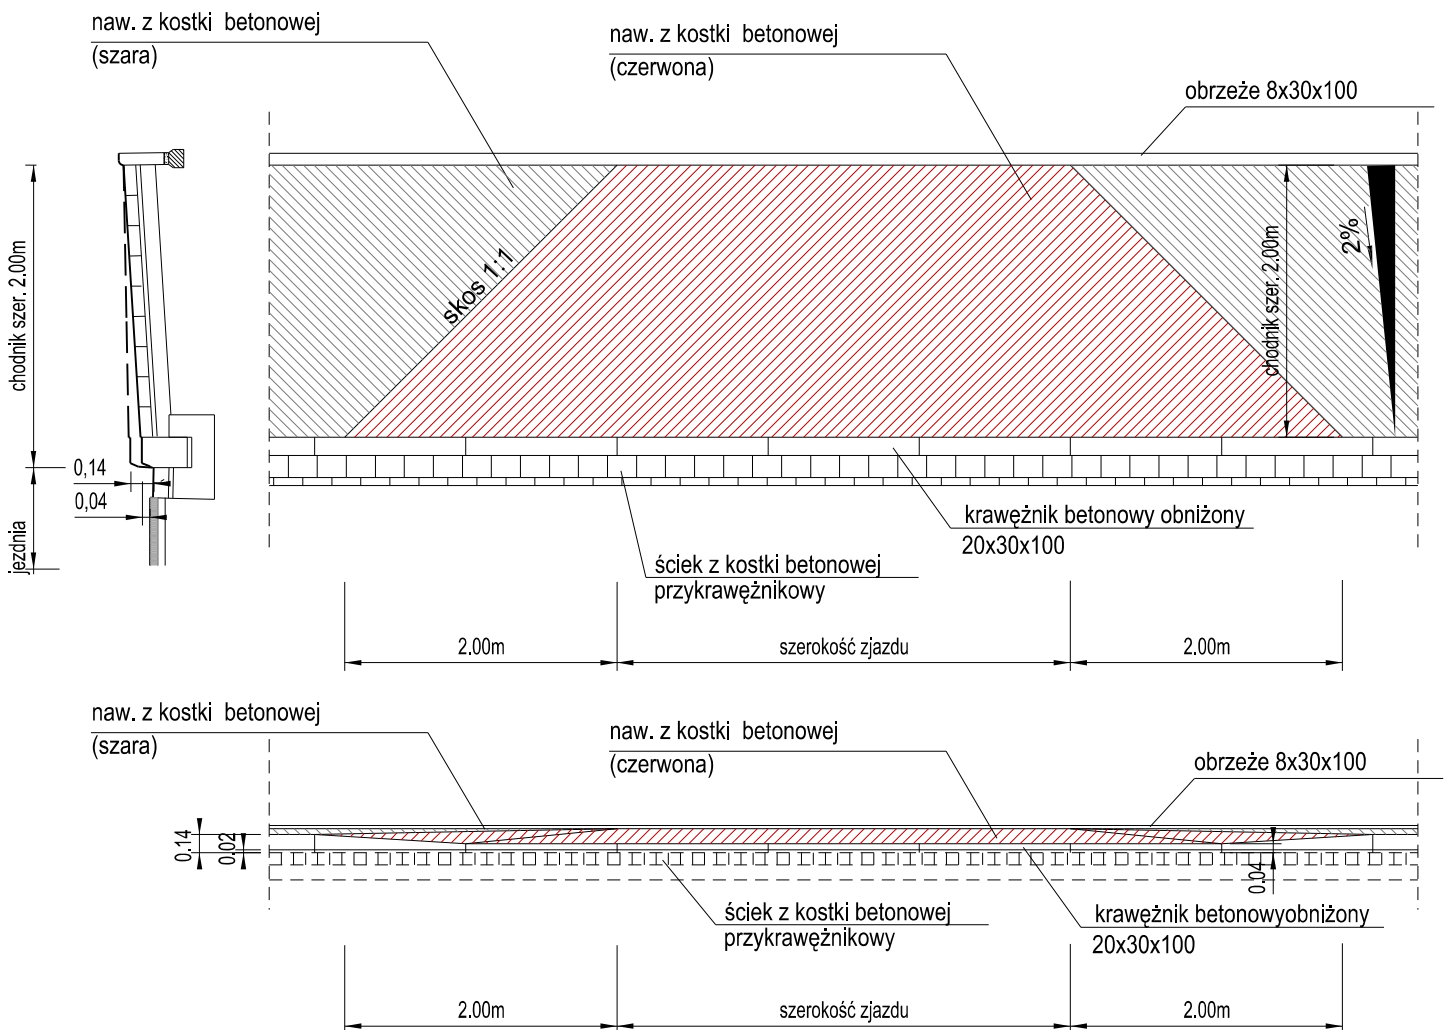 naw. z kostki betonowej
(szara)
naw. z kostki betonowej
(czerwona)
obrzeże 8x30x100
chodnik szer. 2.00m
jezdnia
0,14
0,04
skos 1:1
chodnik szer. 2.00m
2%
krawężnik betonowy obniżony
20x30x100
ściek z kostki betonowej
przykrawężnikowy
2.00m
szerokość zjazdu
2.00m
naw. z kostki betonowej
(szara)
naw. z kostki betonowej
(czerwona)
obrzeże 8x30x100
0.14
0.02
0.04
ściek z kostki betonowej
przykrawężnikowy
krawężnik betonowyobniżony
20x30x100
2.00m
szerokość zjazdu
2.00m